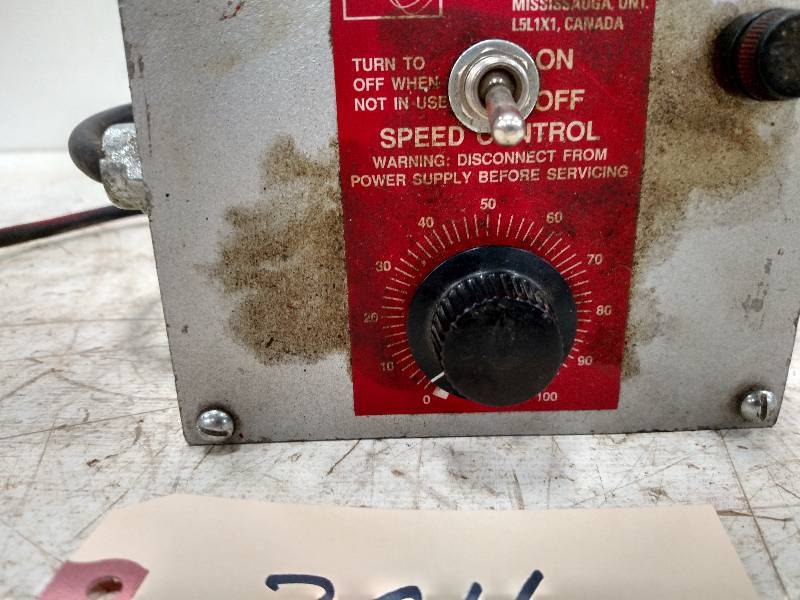 MISSISSAUGA, ONT.
L5L1X1, CANADA
TURN TO
OFF WHEN
NOT IN USE
ON
OFF
SPEED CONTROL
WARNING: DISCONNECT FROM
POWER SUPPLY BEFORE SERVICING
0
10
20
30
40
50
60
70
80
90
100